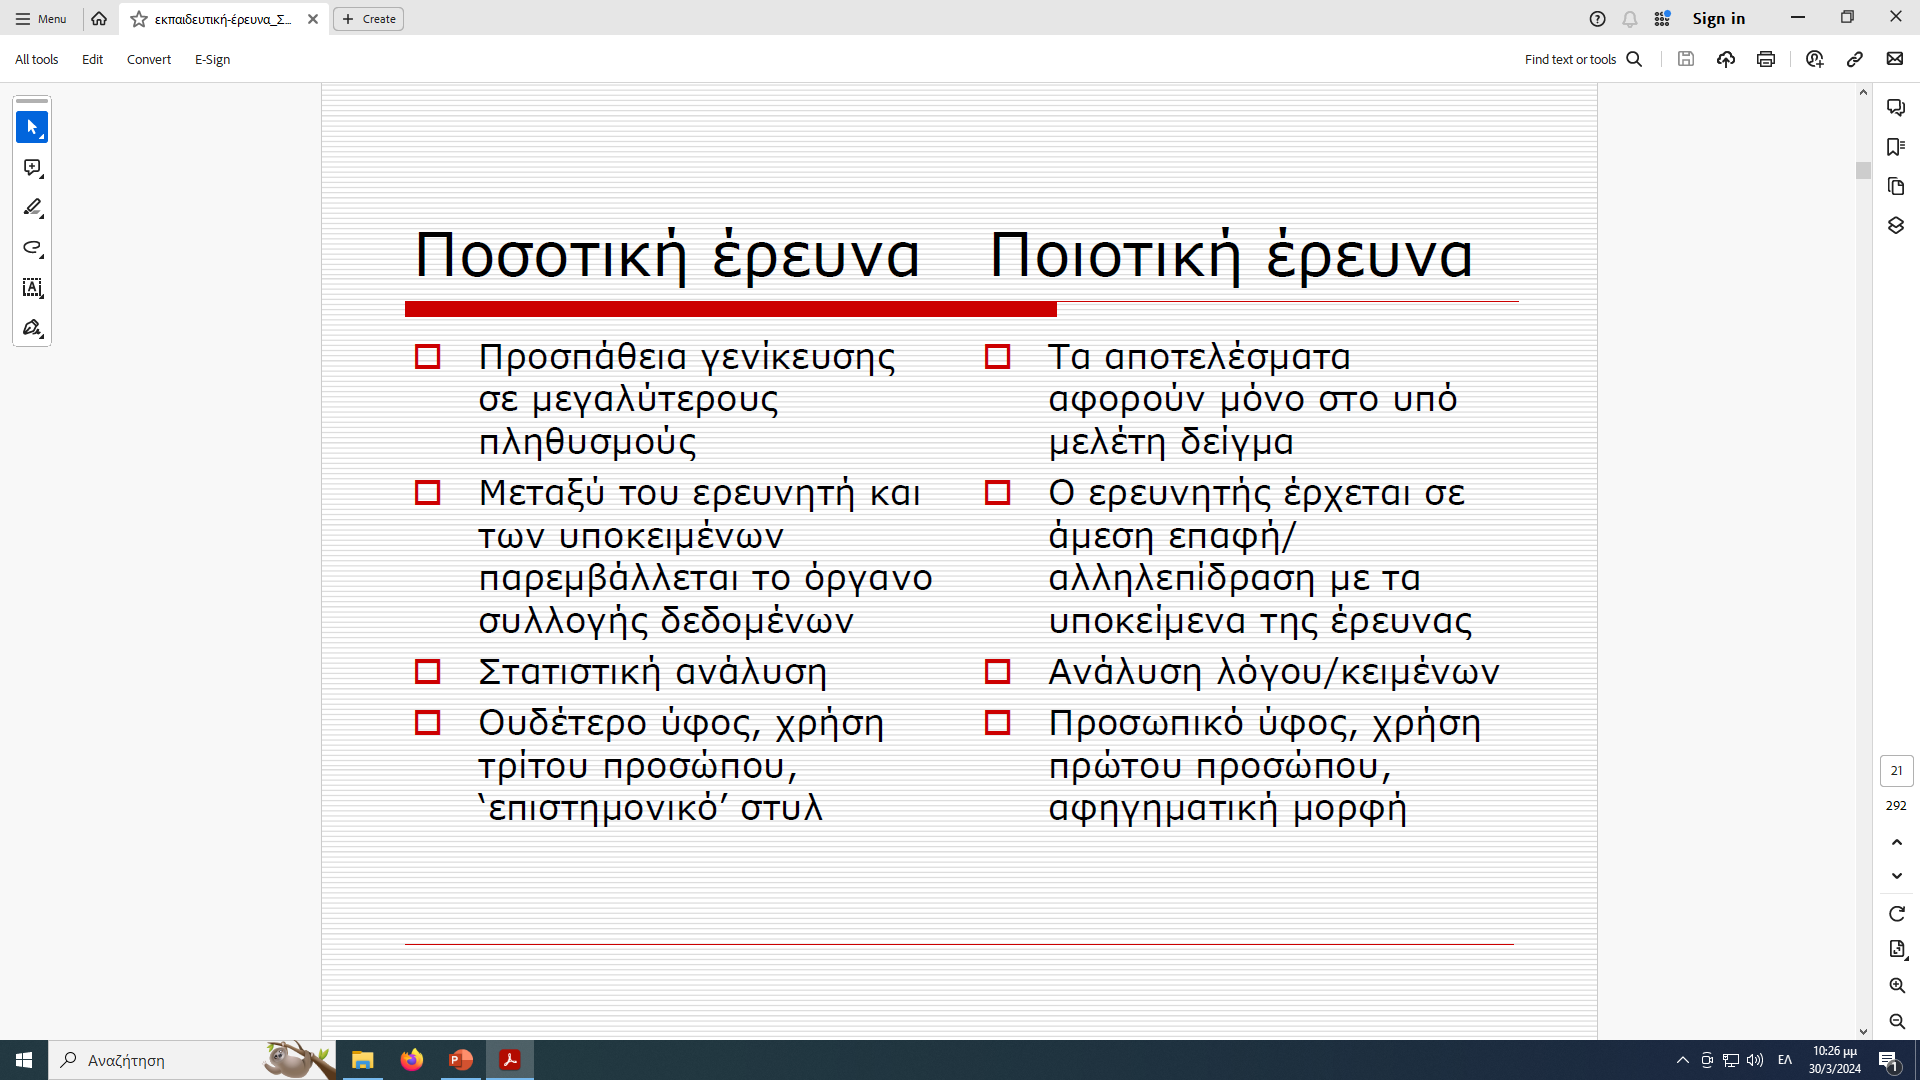 Menu
εκπαιδευτική-έρευνα_Σ...
Create
Sign in
All tools
Edit
Convert
E-Sign
Find text or tools
Ποσοτική έρευνα
Προσπάθεια γενίκευσης
σε μεγαλύτερους
πληθυσμούς
Μεταξύ του ερευνητή και
των υποκειμένων
παρεμβάλλεται το όργανο
συλλογής δεδομένων
Στατιστική ανάλυση
Ουδέτερο ύφος, χρήση
τρίτου προσώπου,
‘επιστημονικό’ στυλ
Ποιοτική έρευνα
Τα αποτελέσματα
αφορούν μόνο στο υπό
μελέτη δείγμα
Ο ερευνητής έρχεται σε
άμεση επαφή/
αλληλεπίδραση με τα
υποκείμενα της έρευνας
Ανάλυση λόγου/κειμένων
Προσωπικό ύφος, χρήση
πρώτου προσώπου,
αφηγηματική μορφή
21
292
Αναζήτηση
ΕΛ
10:26 μμ
30/3/2024
1